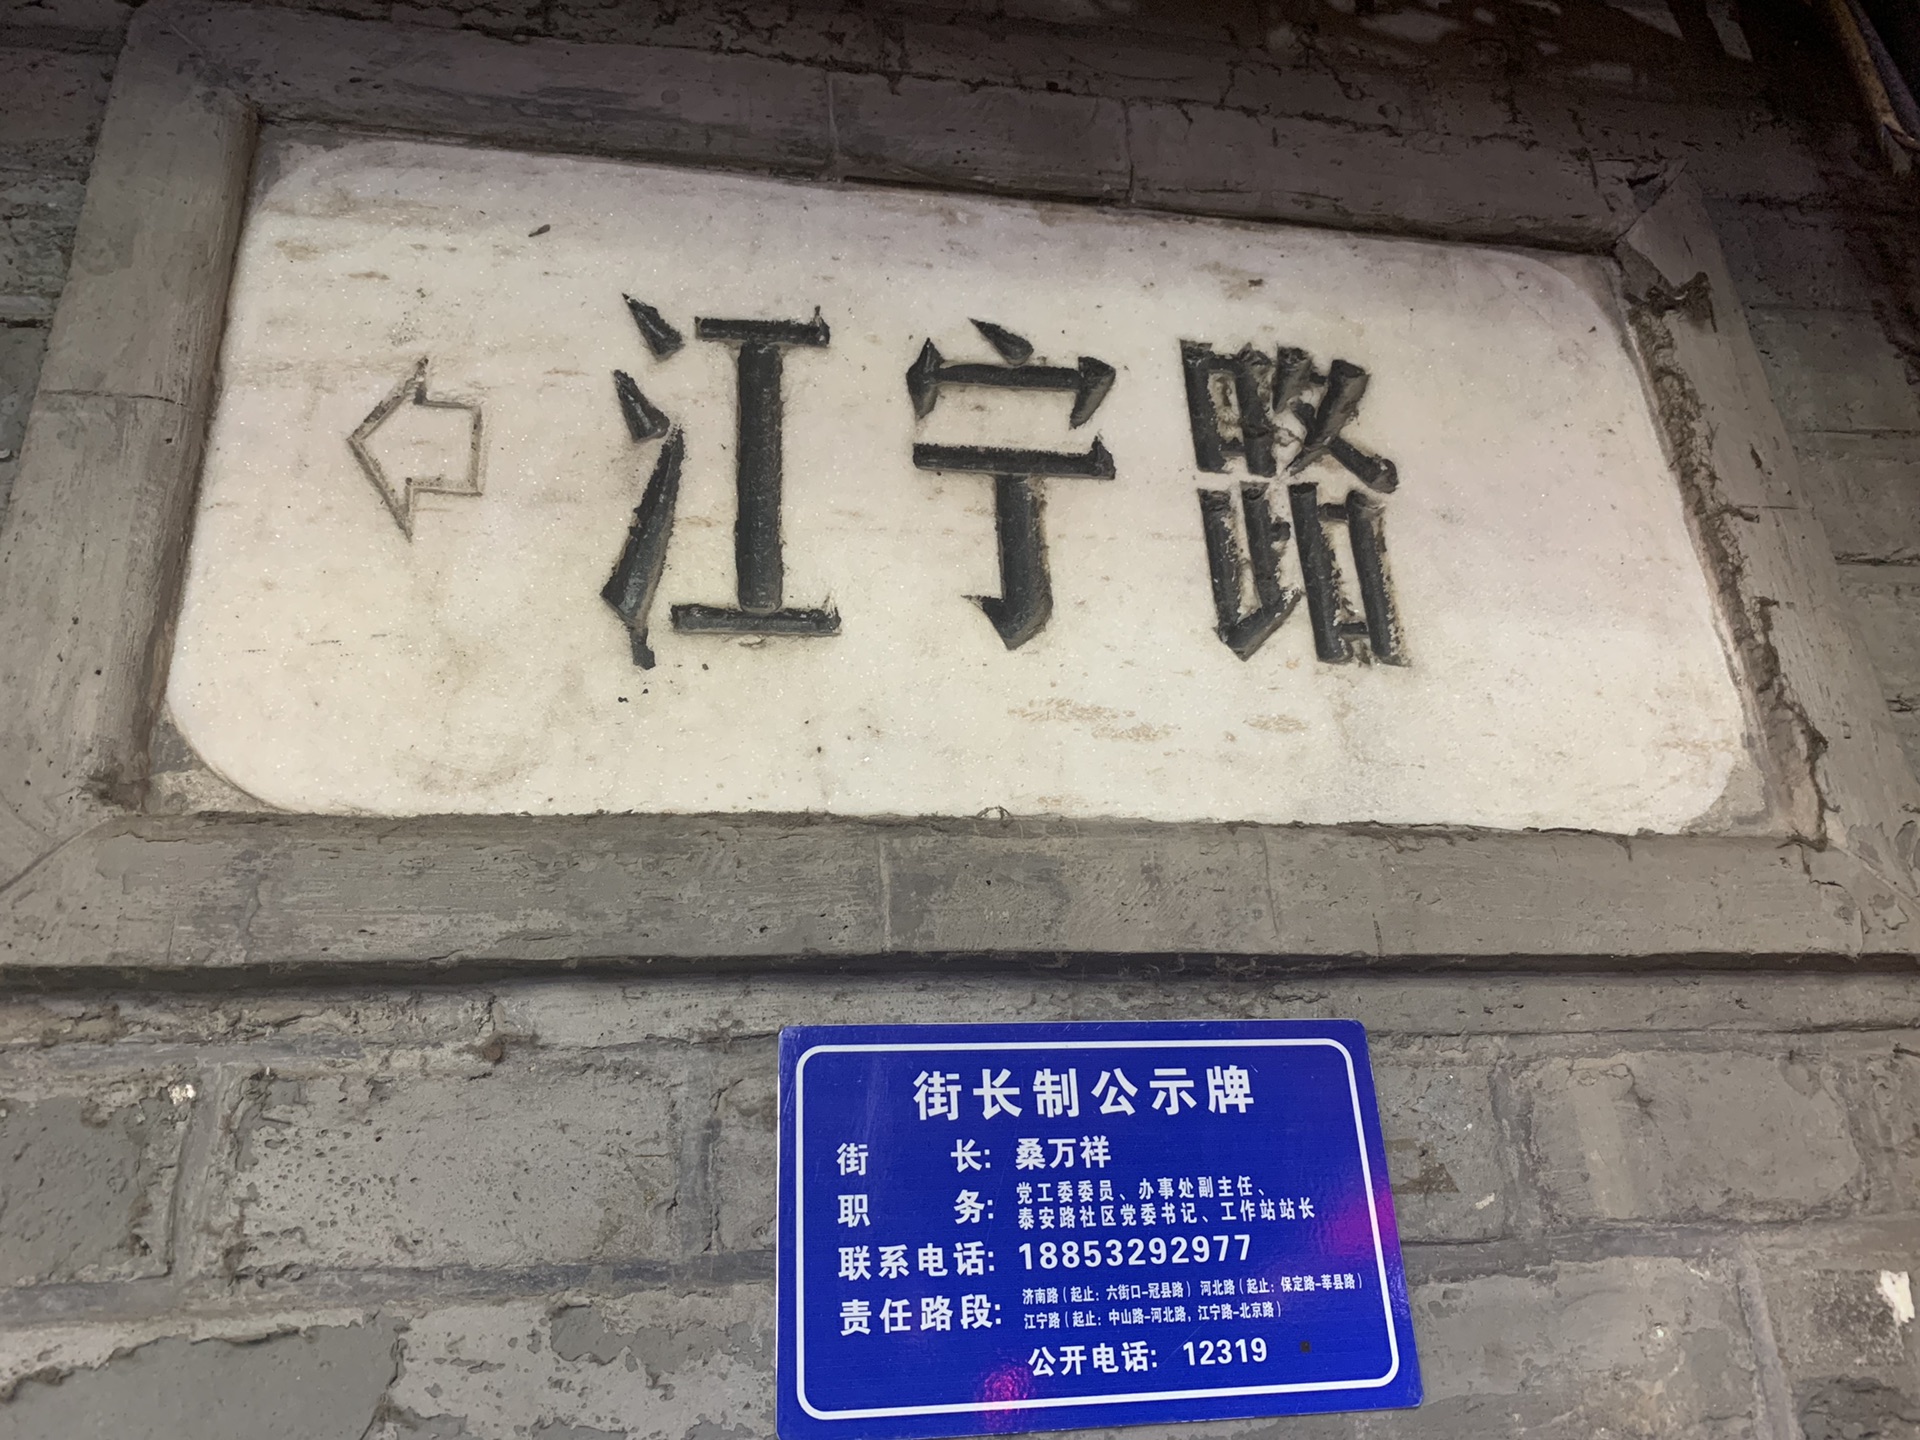 江宁路
街长制公示牌
街 长: 桑万祥
职 务: 党工委委员、办事处副主任、
泰安路社区党委书记、工作站站长
联系电话: 18853292977
责任路段: 济南路(起止: 六街口-冠县路) 河北路(起止: 保定路-莘县路)
江宁路(起止: 中山路-河北路, 江宁路-北京路)
公开电话: 12319